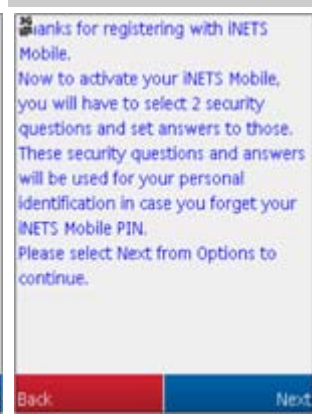 anks for registering with iNETS
Mobile.
Now to activate your iNETS Mobile,
you will have to select 2 security
questions and set answers to those.
These security questions and answers
will be used for your personal
identification in case you forget your
iNETS Mobile PIN.
Please select Next from Options to
continue.
Back Next